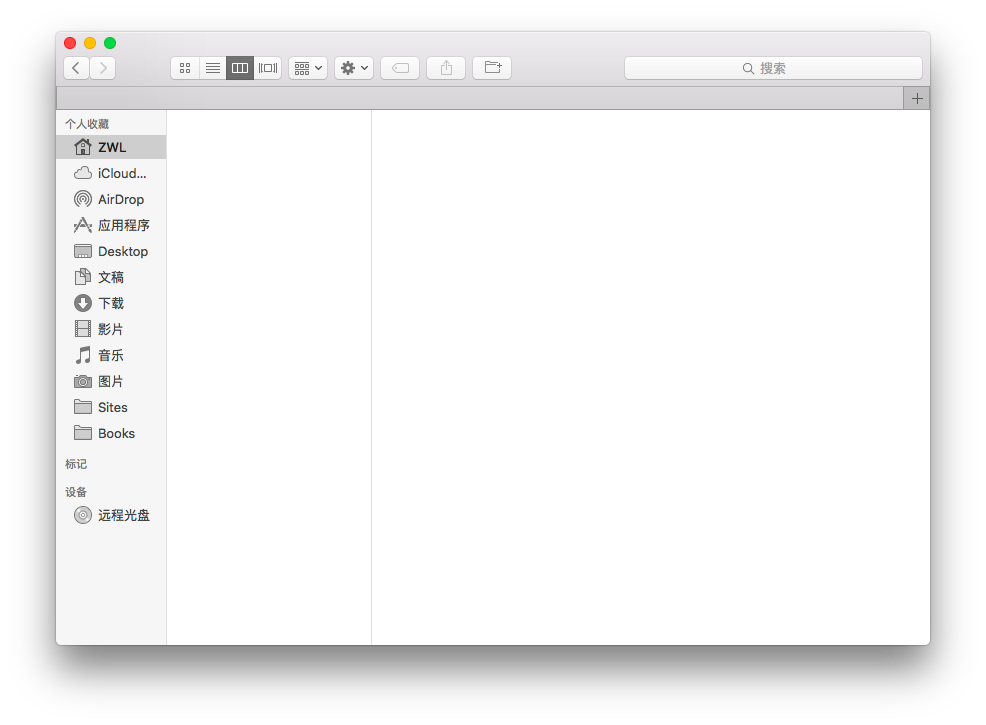 搜索
个人收藏
ZWL
iCloud...
AirDrop
应用程序
Desktop
文稿
下载
影片
音乐
图片
Sites
Books
标记
设备
远程光盘